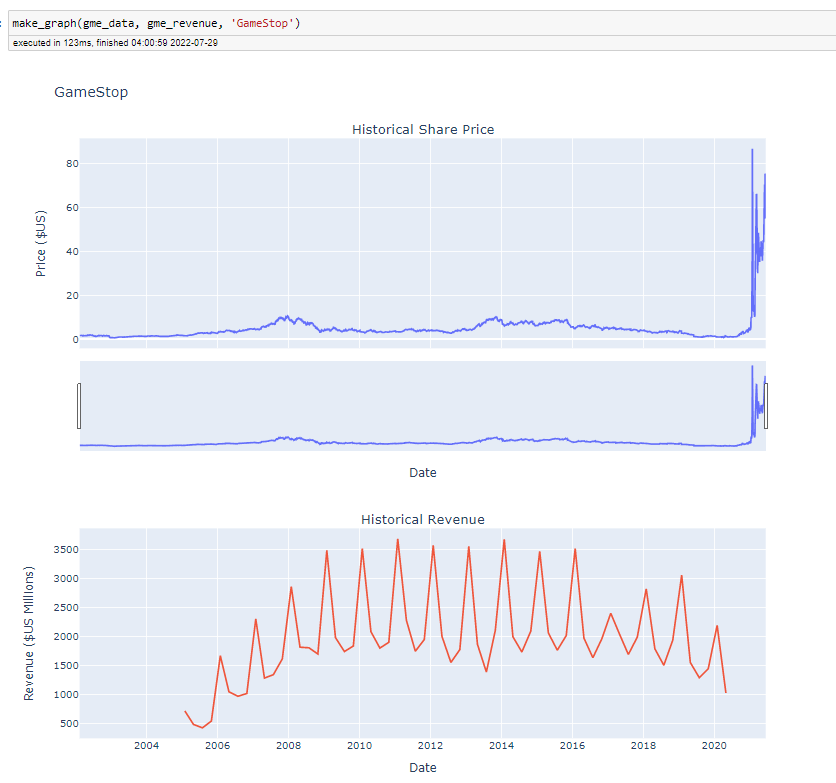 make_graph(gme_data, gme_revenue, 'GameStop')
executed in 123ms, finished 04:00:59 2022-07-29
GameStop
Historical Share Price
Price ($US)
80
60
40
20
0
Date
Historical Revenue
Revenue ($US Millions)
3500
3000
2500
2000
1500
1000
500
2004 2006 2008 2010 2012 2014 2016 2018 2020
Date